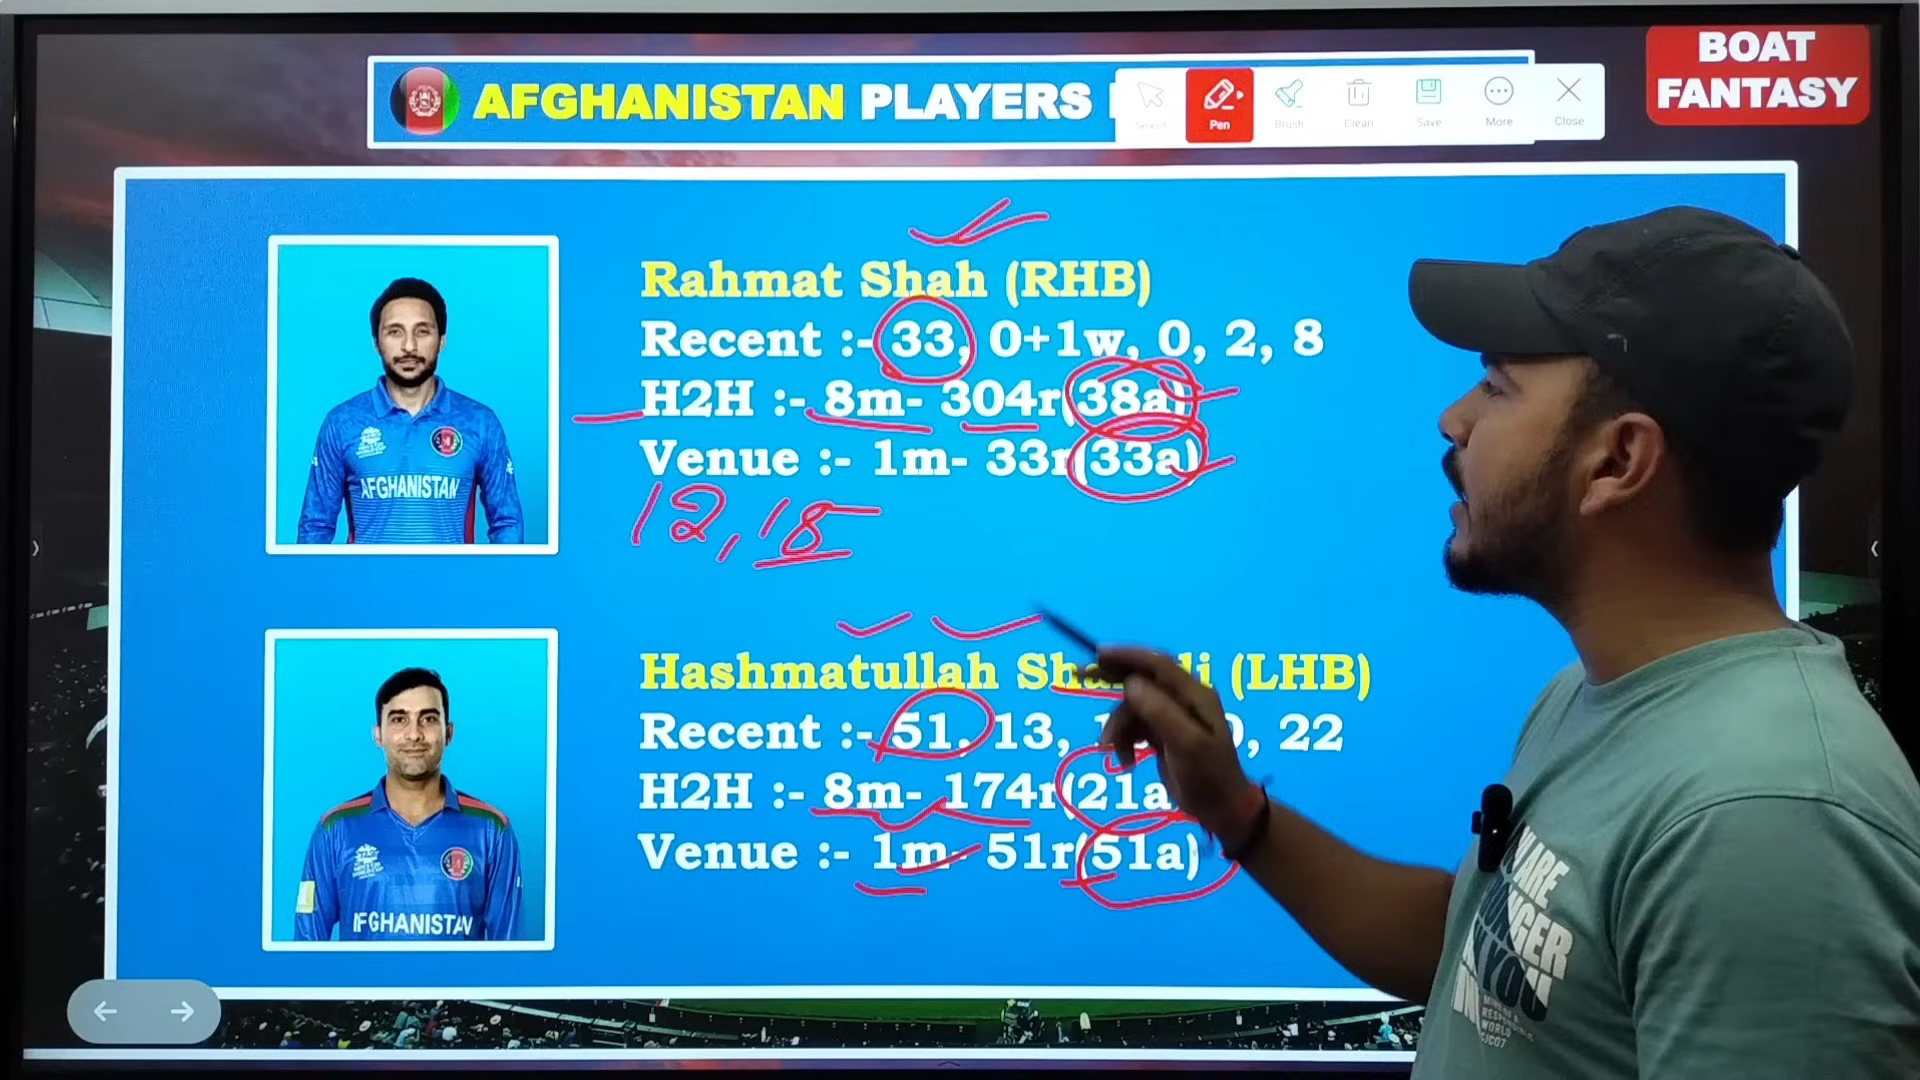 BOAT
FANTASY
AFGHANISTAN PLAYERS
Pen
Brush
Clean
Save
More
Close
Rahmat Shah (RHB)
Recent :- 33, 0+1w, 0, 2, 8
H2H :- 8m- 304r(38a)
Venue :- 1m- 33r(33a)
12, 18
AFGHANISTAN
Hashmatullah (LHB)
Recent :- 51, 13, 22
H2H :- 8m- 174r(21a
Venue :- 1m- 51r(51a)
AFGHANISTAN